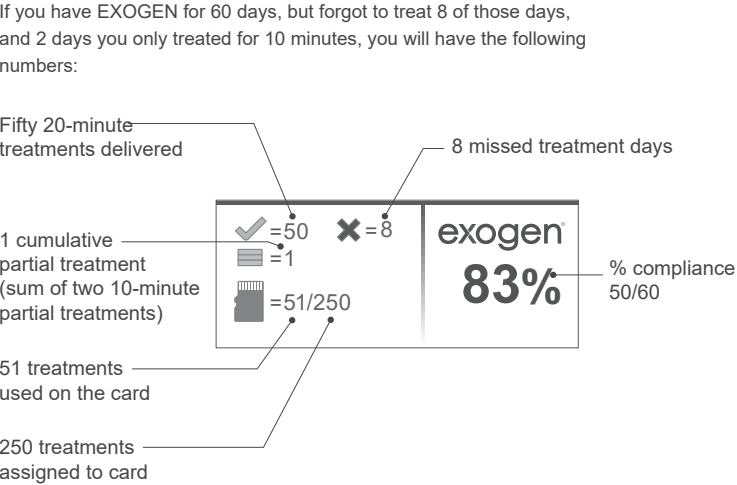 If you have EXOGEN for 60 days, but forgot to treat 8 of those days,
and 2 days you only treated for 10 minutes, you will have the following
numbers:
Fifty 20-minute
treatments delivered
8 missed treatment days
=50
=8
=1
=51/250
exogen
83%
1 cumulative
partial treatment
(sum of two 10-minute
partial treatments)
% compliance
50/60
51 treatments
used on the card
250 treatments
assigned to card